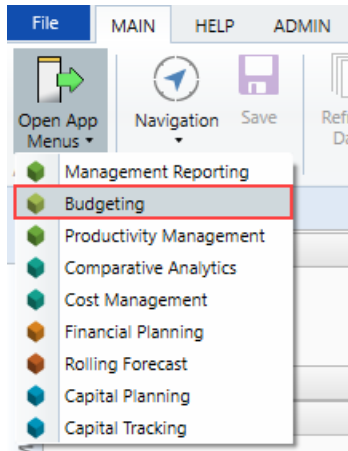 File MAIN HELP ADMIN
Open App Menus Navigation Save
Management Reporting
Budgeting
Productivity Management
Comparative Analytics
Cost Management
Financial Planning
Rolling Forecast
Capital Planning
Capital Tracking